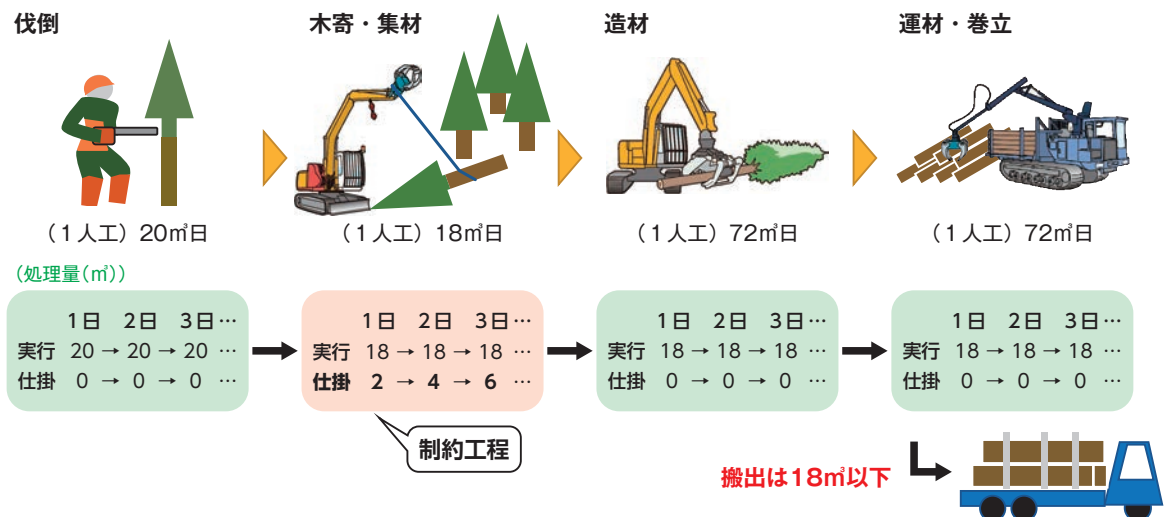 伐倒
木寄・集材
造材
運材・巻立
（１人工）20㎥日
（１人工）18㎥日
（１人工）72㎥日
（１人工）72㎥日
(処理量(㎥))
1日 2日 3日…
実行 20 → 20 → 20 …
仕掛 0 → 0 → 0 …
1日 2日 3日…
実行 18 → 18 → 18 …
仕掛 2 → 4 → 6 …
1日 2日 3日…
実行 18 → 18 → 18 …
仕掛 0 → 0 → 0 …
1日 2日 3日…
実行 18 → 18 → 18 …
仕掛 0 → 0 → 0 …
制約工程
搬出は18㎥以下